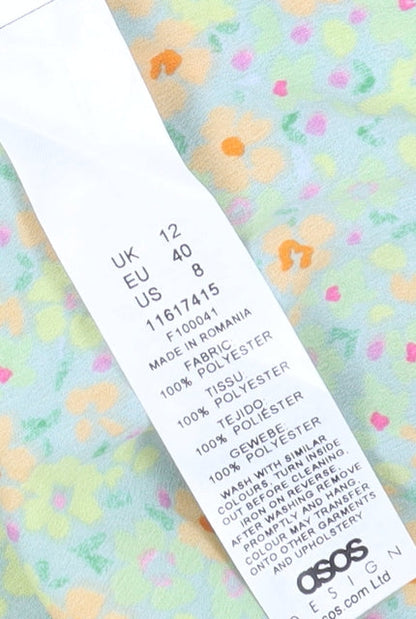 UK 12
EU 40
US 8
11617415
F100041
MADE IN ROMANIA
FABRIC:
100% POLYESTER
TISSU:
100% POLYESTER
TEJIDO:
100% POLIÉSTER
GEWEBE:
100% POLYESTER
WASH WITH SIMILAR
COLOURS, TURN INSIDE
OUT BEFORE CLEANING.
IRON ON REVERSE.
AFTER WASHING REMOVE
PROMPTLY AND HANG.
COLOUR MAY TRANSFER
ONTO OTHER GARMENTS
AND UPHOLSTERY
asos
DESIGN
os.com Ltd